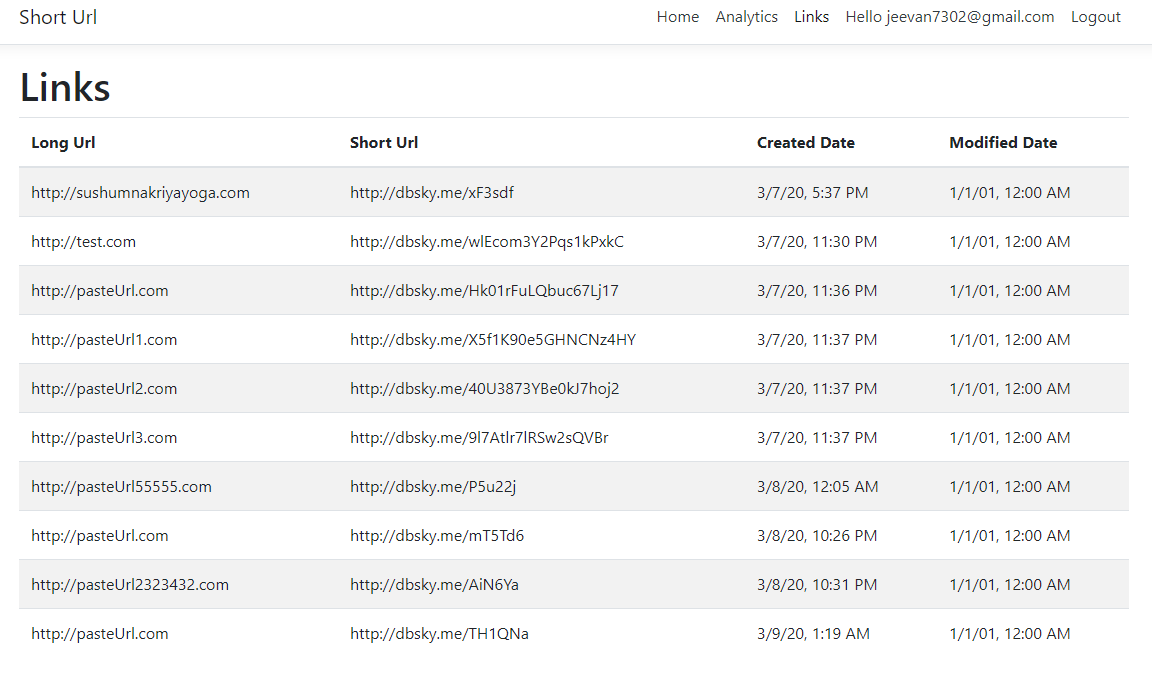 Short Url Home Analytics Links Hello jeevan7302@gmail.com Logout
Links
Long Url Short Url Created Date Modified Date
http://sushumnakriyayoga.com http://dbsky.me/xF3sdf 3/7/20, 5:37 PM 1/1/01, 12:00 AM
http://test.com http://dbsky.me/wlEcom3Y2Pqs1kPxkC 3/7/20, 11:30 PM 1/1/01, 12:00 AM
http://pasteUrl.com http://dbsky.me/Hk01rFuLQbuc67Lj17 3/7/20, 11:36 PM 1/1/01, 12:00 AM
http://pasteUrl1.com http://dbsky.me/X5f1K90e5GHNCNz4HY 3/7/20, 11:37 PM 1/1/01, 12:00 AM
http://pasteUrl2.com http://dbsky.me/40U3873YBe0kJ7hoj2 3/7/20, 11:37 PM 1/1/01, 12:00 AM
http://pasteUrl3.com http://dbsky.me/9l7Atlr7lRSw2sQVBr 3/7/20, 11:37 PM 1/1/01, 12:00 AM
http://pasteUrl55555.com http://dbsky.me/P5u22j 3/8/20, 12:05 AM 1/1/01, 12:00 AM
http://pasteUrl.com http://dbsky.me/mT5Td6 3/8/20, 10:26 PM 1/1/01, 12:00 AM
http://pasteUrl2323432.com http://dbsky.me/AiN6Ya 3/8/20, 10:31 PM 1/1/01, 12:00 AM
http://pasteUrl.com http://dbsky.me/TH1QNa 3/9/20, 1:19 AM 1/1/01, 12:00 AM